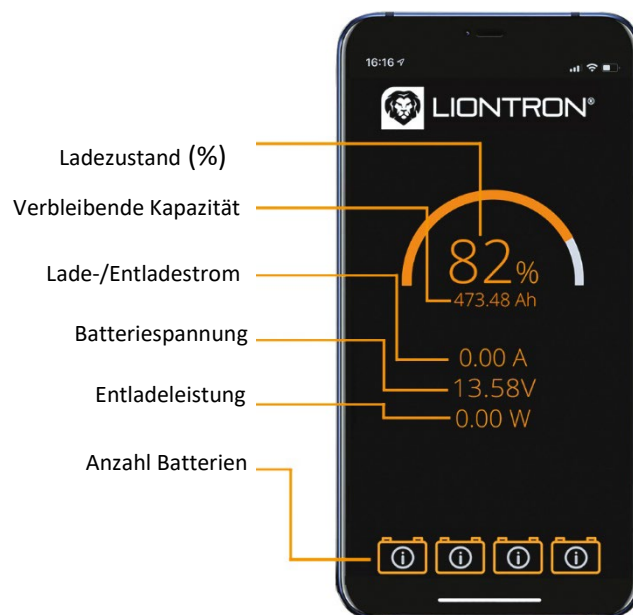 16:16
LIONTRON®
Ladezustand (%)
Verbleibende Kapazität
82%
Lade-/Entladestrom
473.48 Ah
Batteriespannung
0.00 A
13.58V
Entladeleistung
0.00 W
Anzahl Batterien
i i i i